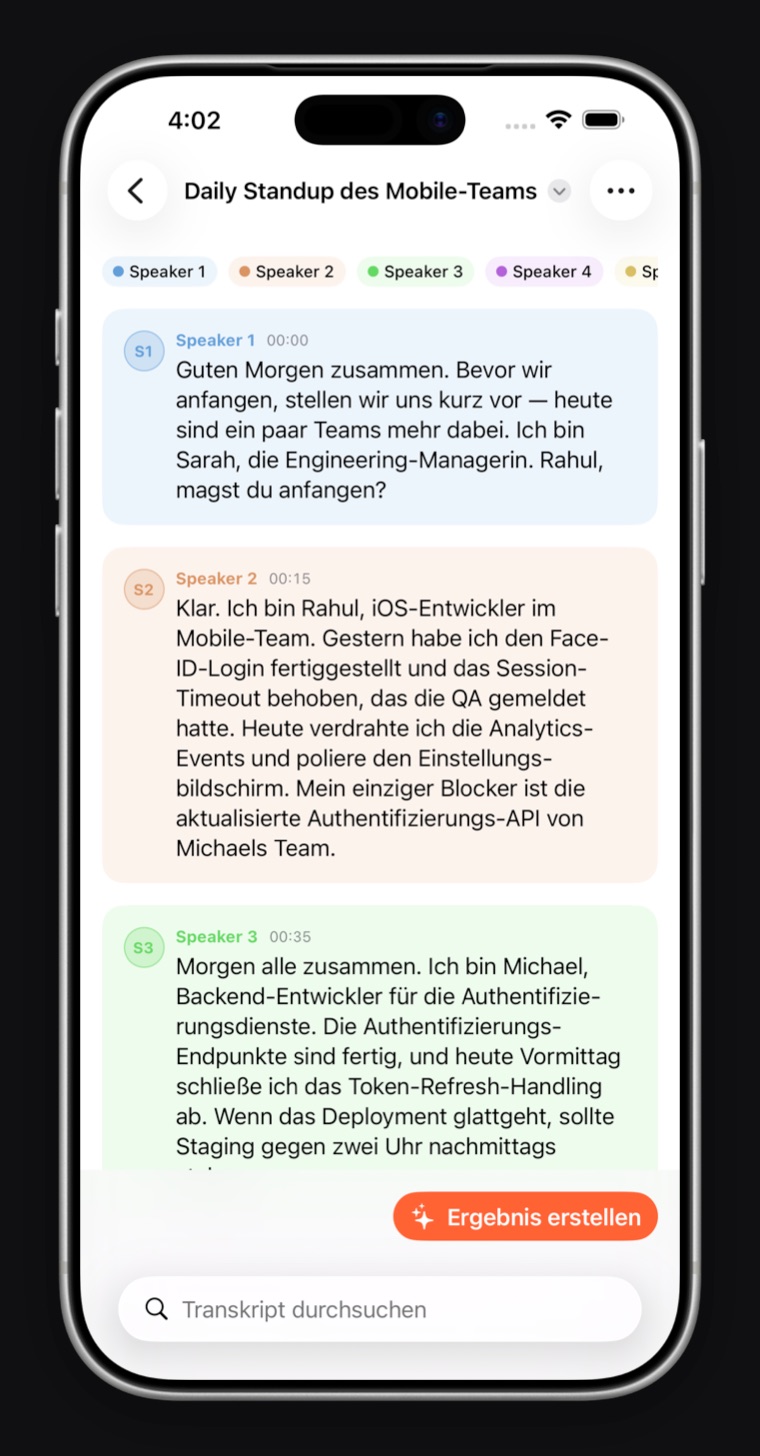 4:02
Daily Standup des Mobile-Teams
Speaker 1 Speaker 2 Speaker 3 Speaker 4 Sp
S1 Speaker 1 00:00
Guten Morgen zusammen. Bevor wir
anfangen, stellen wir uns kurz vor — heute
sind ein paar Teams mehr dabei. Ich bin
Sarah, die Engineering-Managerin. Rahul,
magst du anfangen?
S2 Speaker 2 00:15
Klar. Ich bin Rahul, iOS-Entwickler im
Mobile-Team. Gestern habe ich den Face-
ID-Login fertiggestellt und das Session-
Timeout behoben, das die QA gemeldet
hatte. Heute verdrahte ich die Analytics-
Events und poliere den Einstellungs-
bildschirm. Mein einziger Blocker ist die
aktualisierte Authentifizierungs-API von
Michaels Team.
S3 Speaker 3 00:35
Morgen alle zusammen. Ich bin Michael,
Backend-Entwickler für die Authentifizie-
rungsdienste. Die Authentifizierungs-
Endpunkte sind fertig, und heute Vormittag
schließe ich das Token-Refresh-Handling
ab. Wenn das Deployment glattgeht, sollte
Staging gegen zwei Uhr nachmittags
Ergebnis erstellen
Transkript durchsuchen